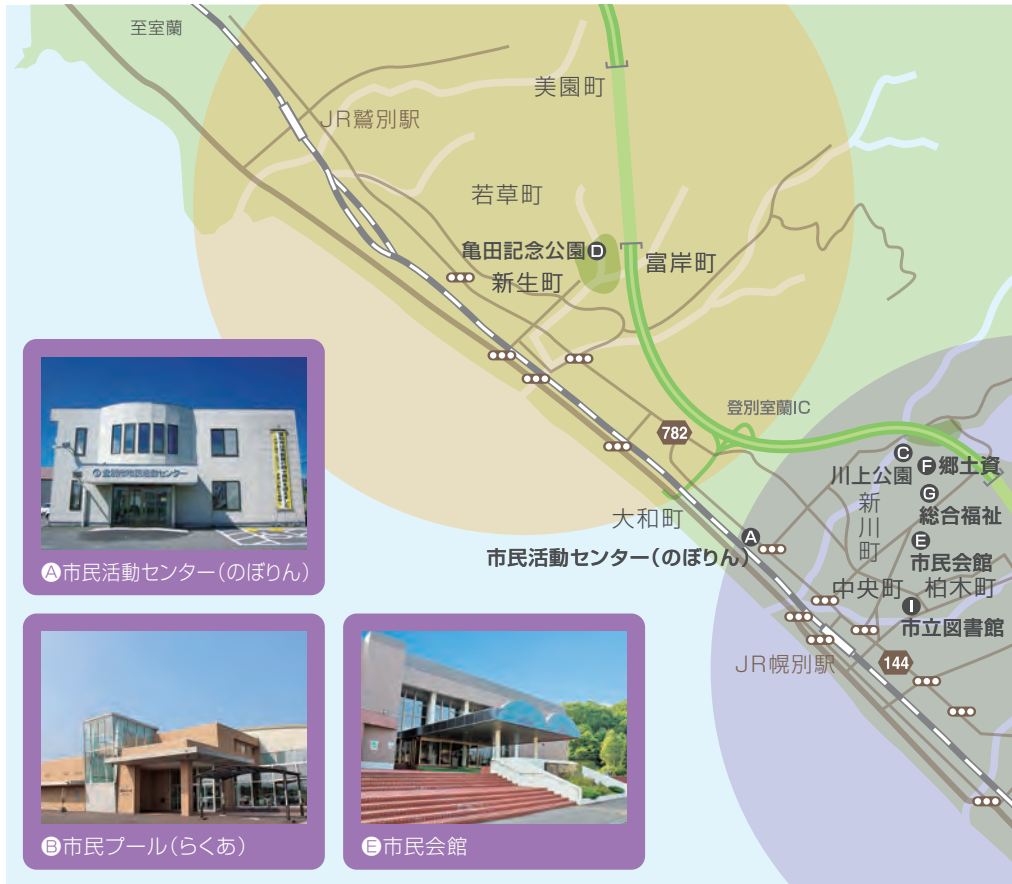 至室蘭
美園町
JR鷲別駅
若草町
亀田記念公園 D
富岸町
新生町
登別室蘭IC
782
C
川上公園
F 郷土資
G
総合福祉
新川町
大和町
A
市民活動センター(のぼりん)
E
市民会館
中央町
柏木町
I
市立図書館
JR幌別駅
144
A 市民活動センター(のぼりん)
B 市民プール(らくあ)
E 市民会館